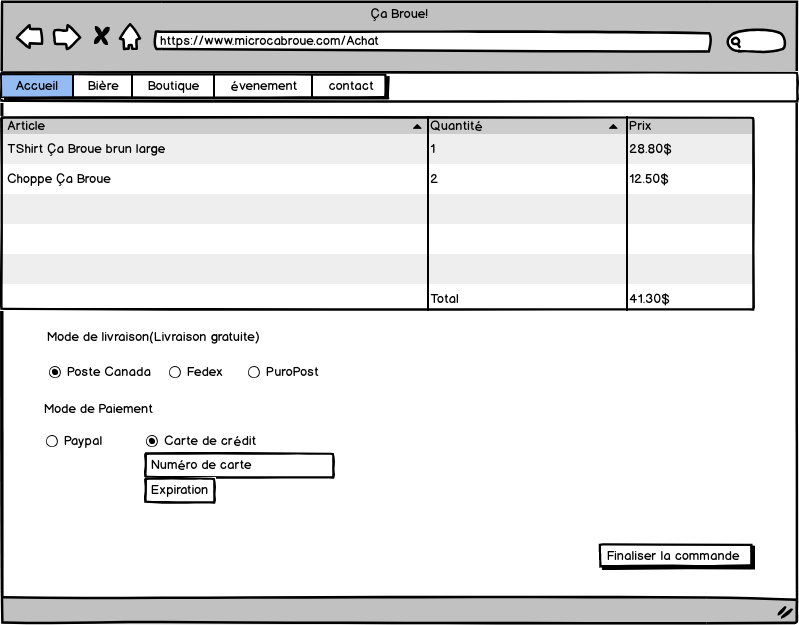 Ça Broue!
https://www.microcabroue.com/Achat
Accueil Bière Boutique évenement contact
Article Quantité Prix
TShirt Ça Broue brun large 1 28.80$
Choppe Ça Broue 2 12.50$
Total 41.30$
Mode de livraison(Livraison gratuite)
Poste Canada Fedex PuroPost
Mode de Paiement
Paypal Carte de crédit
Numéro de carte
Expiration
Finaliser la commande